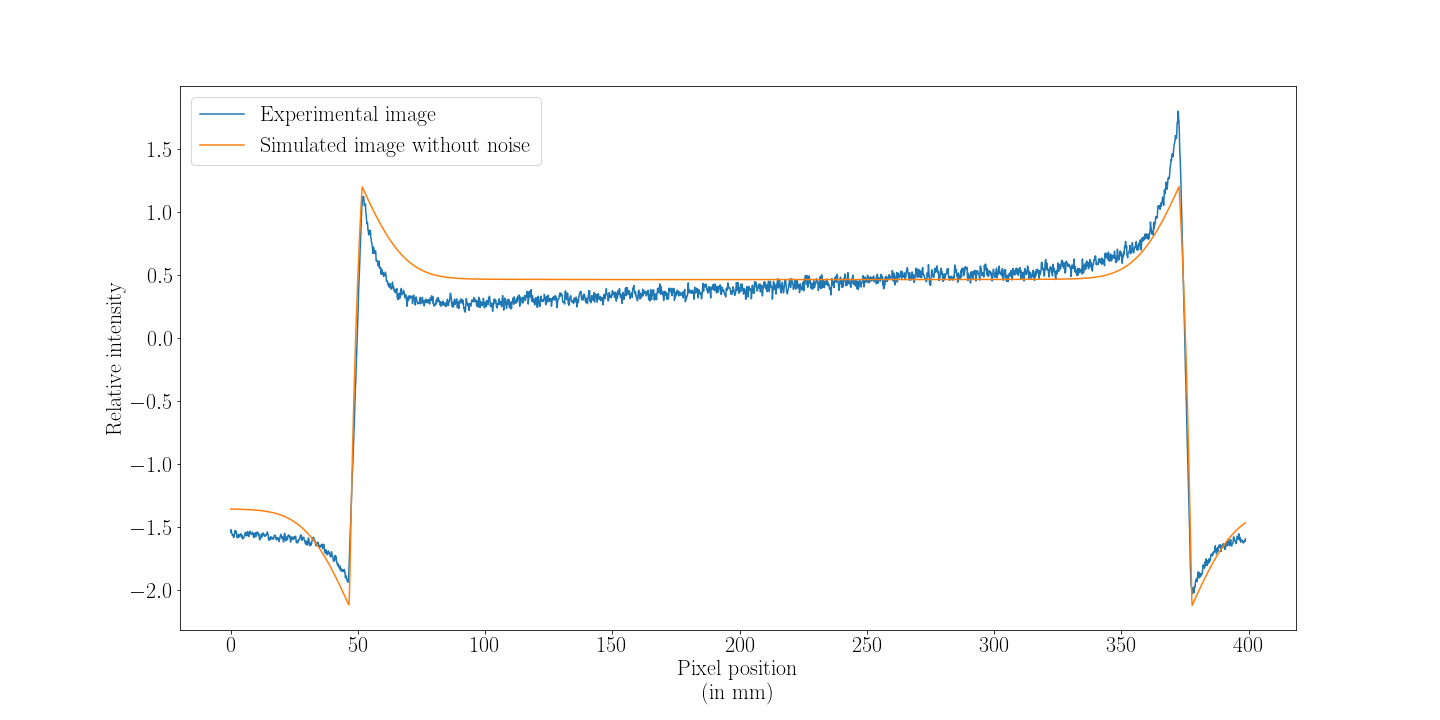 Experimental image
Simulated image without noise
1.5
1.0
0.5
0.0
−0.5
−1.0
−1.5
−2.0
Relative intensity
0 50 100 150 200 250 300 350 400
Pixel position
(in mm)